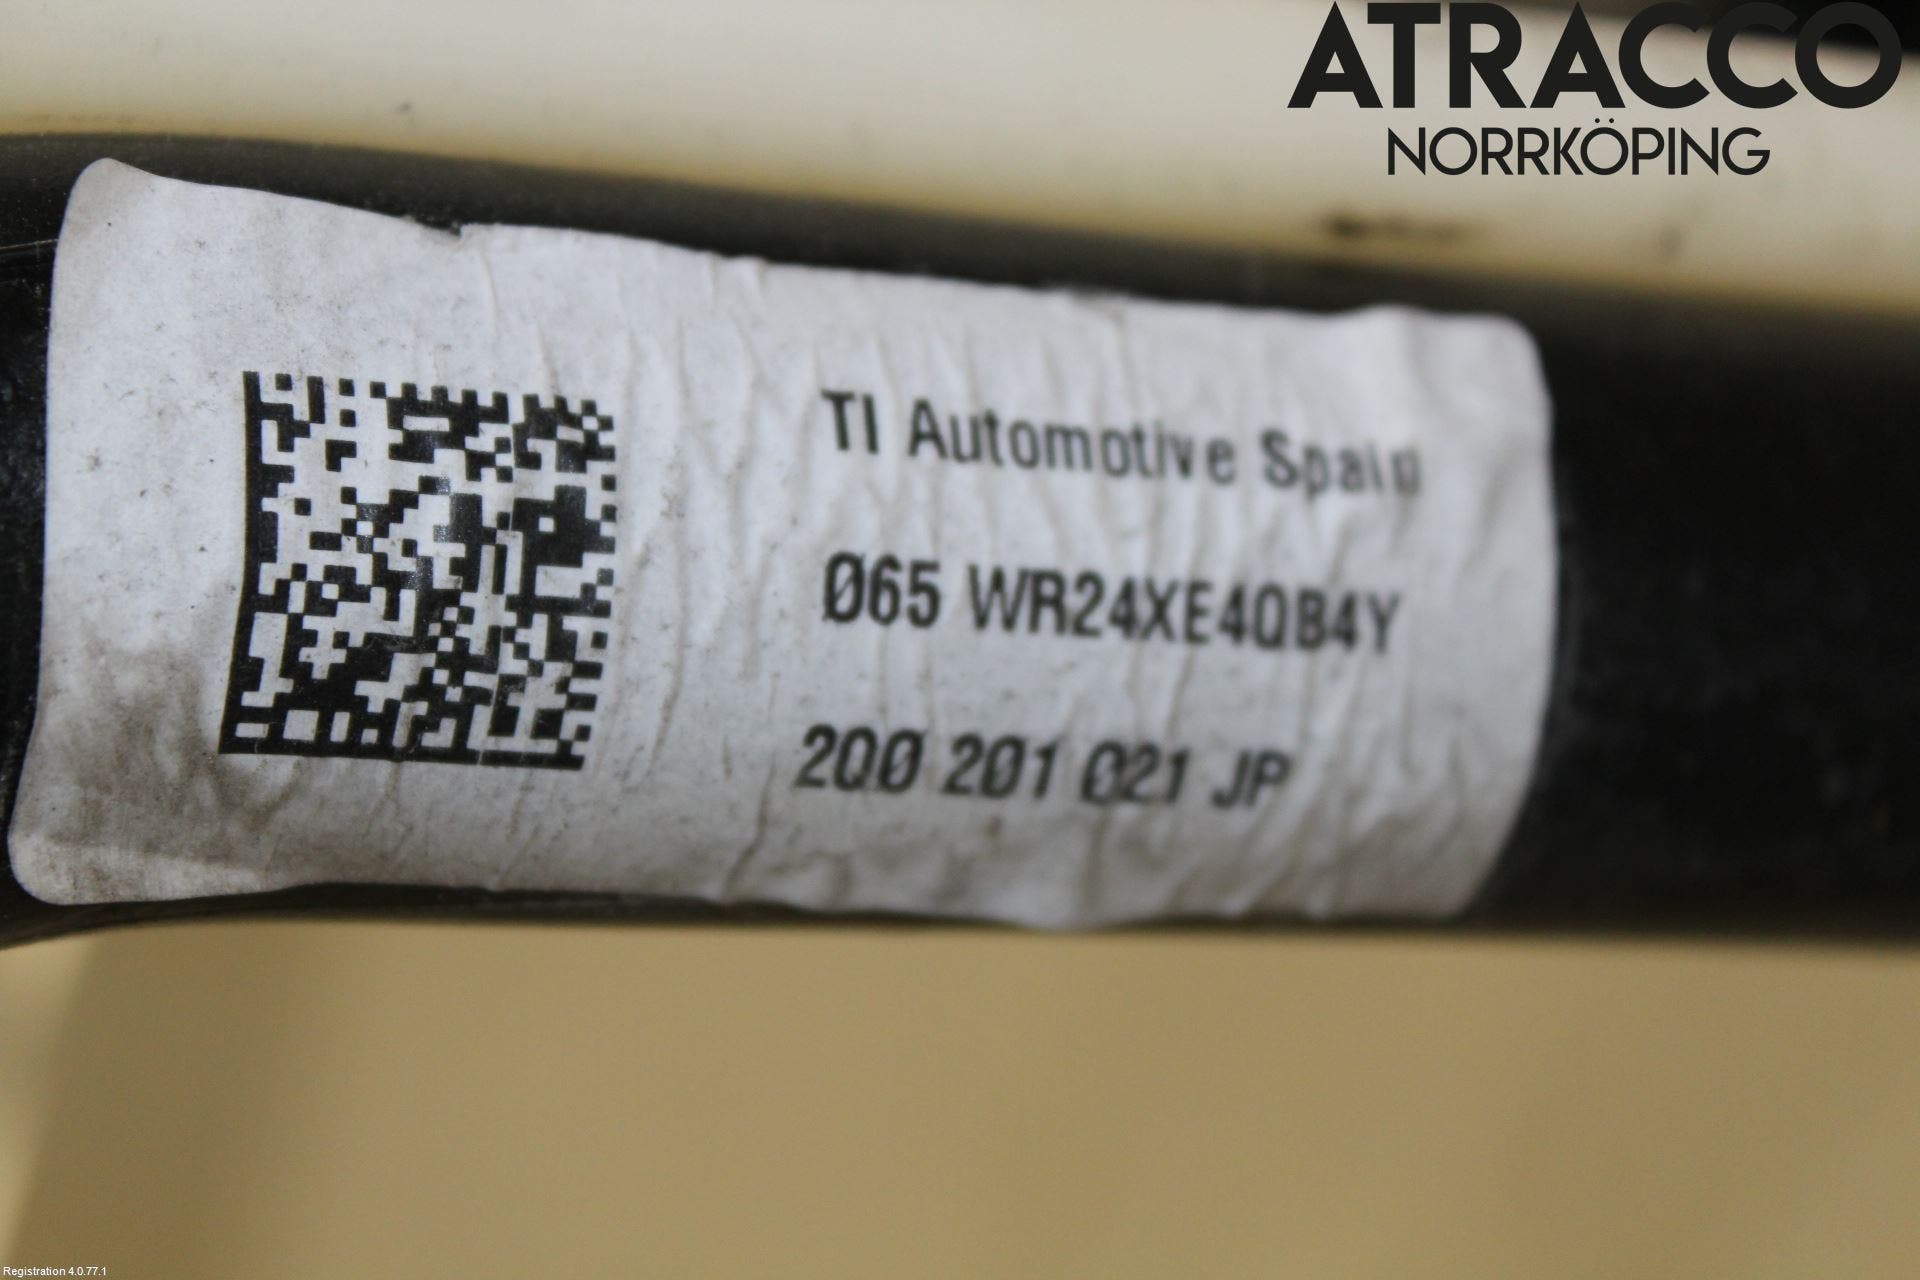 ATRACCO
NORRKÖPING
TI Automotive Spain
Ø65 WR24XE4QB4Y
2QØ 2Ø1 Ø21 JP
Registration 4.0.77.1